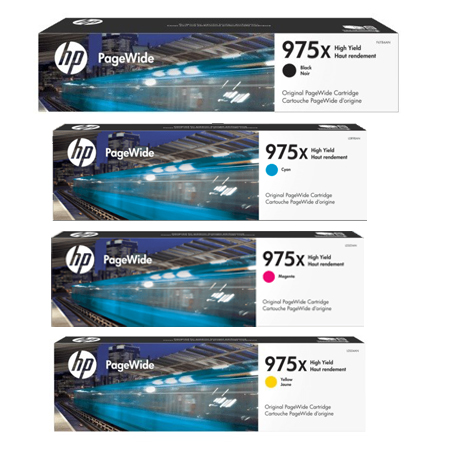 hp
PageWide
975x
High Yield
Haut rendement
Black
Noir
Original PageWide Cartridge
Cartouche PageWide d'origine
hp
PageWide
975x
High Yield
Haut rendement
Cyan
Original PageWide Cartridge
Cartouche PageWide d'origine
hp
PageWide
975x
High Yield
Haut rendement
Magenta
Original PageWide Cartridge
Cartouche PageWide d'origine
hp
PageWide
975x
High Yield
Haut rendement
Yellow
Jaune
Original PageWide Cartridge
Cartouche PageWide d'origine